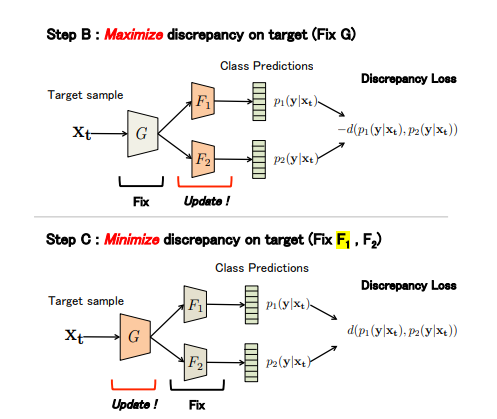 Step B : Maximize discrepancy on target (Fix G)
Class Predictions
Discrepancy Loss
Target sample
F₁
p₁(y|xₜ)
xₜ
G
−d(p₁(y|xₜ), p₂(y|xₜ))
F₂
p₂(y|xₜ)
Fix
Update !
Step C : Minimize discrepancy on target (Fix F₁ , F₂)
Class Predictions
Discrepancy Loss
Target sample
F₁
p₁(y|xₜ)
xₜ
G
d(p₁(y|xₜ), p₂(y|xₜ))
F₂
p₂(y|xₜ)
Update !
Fix